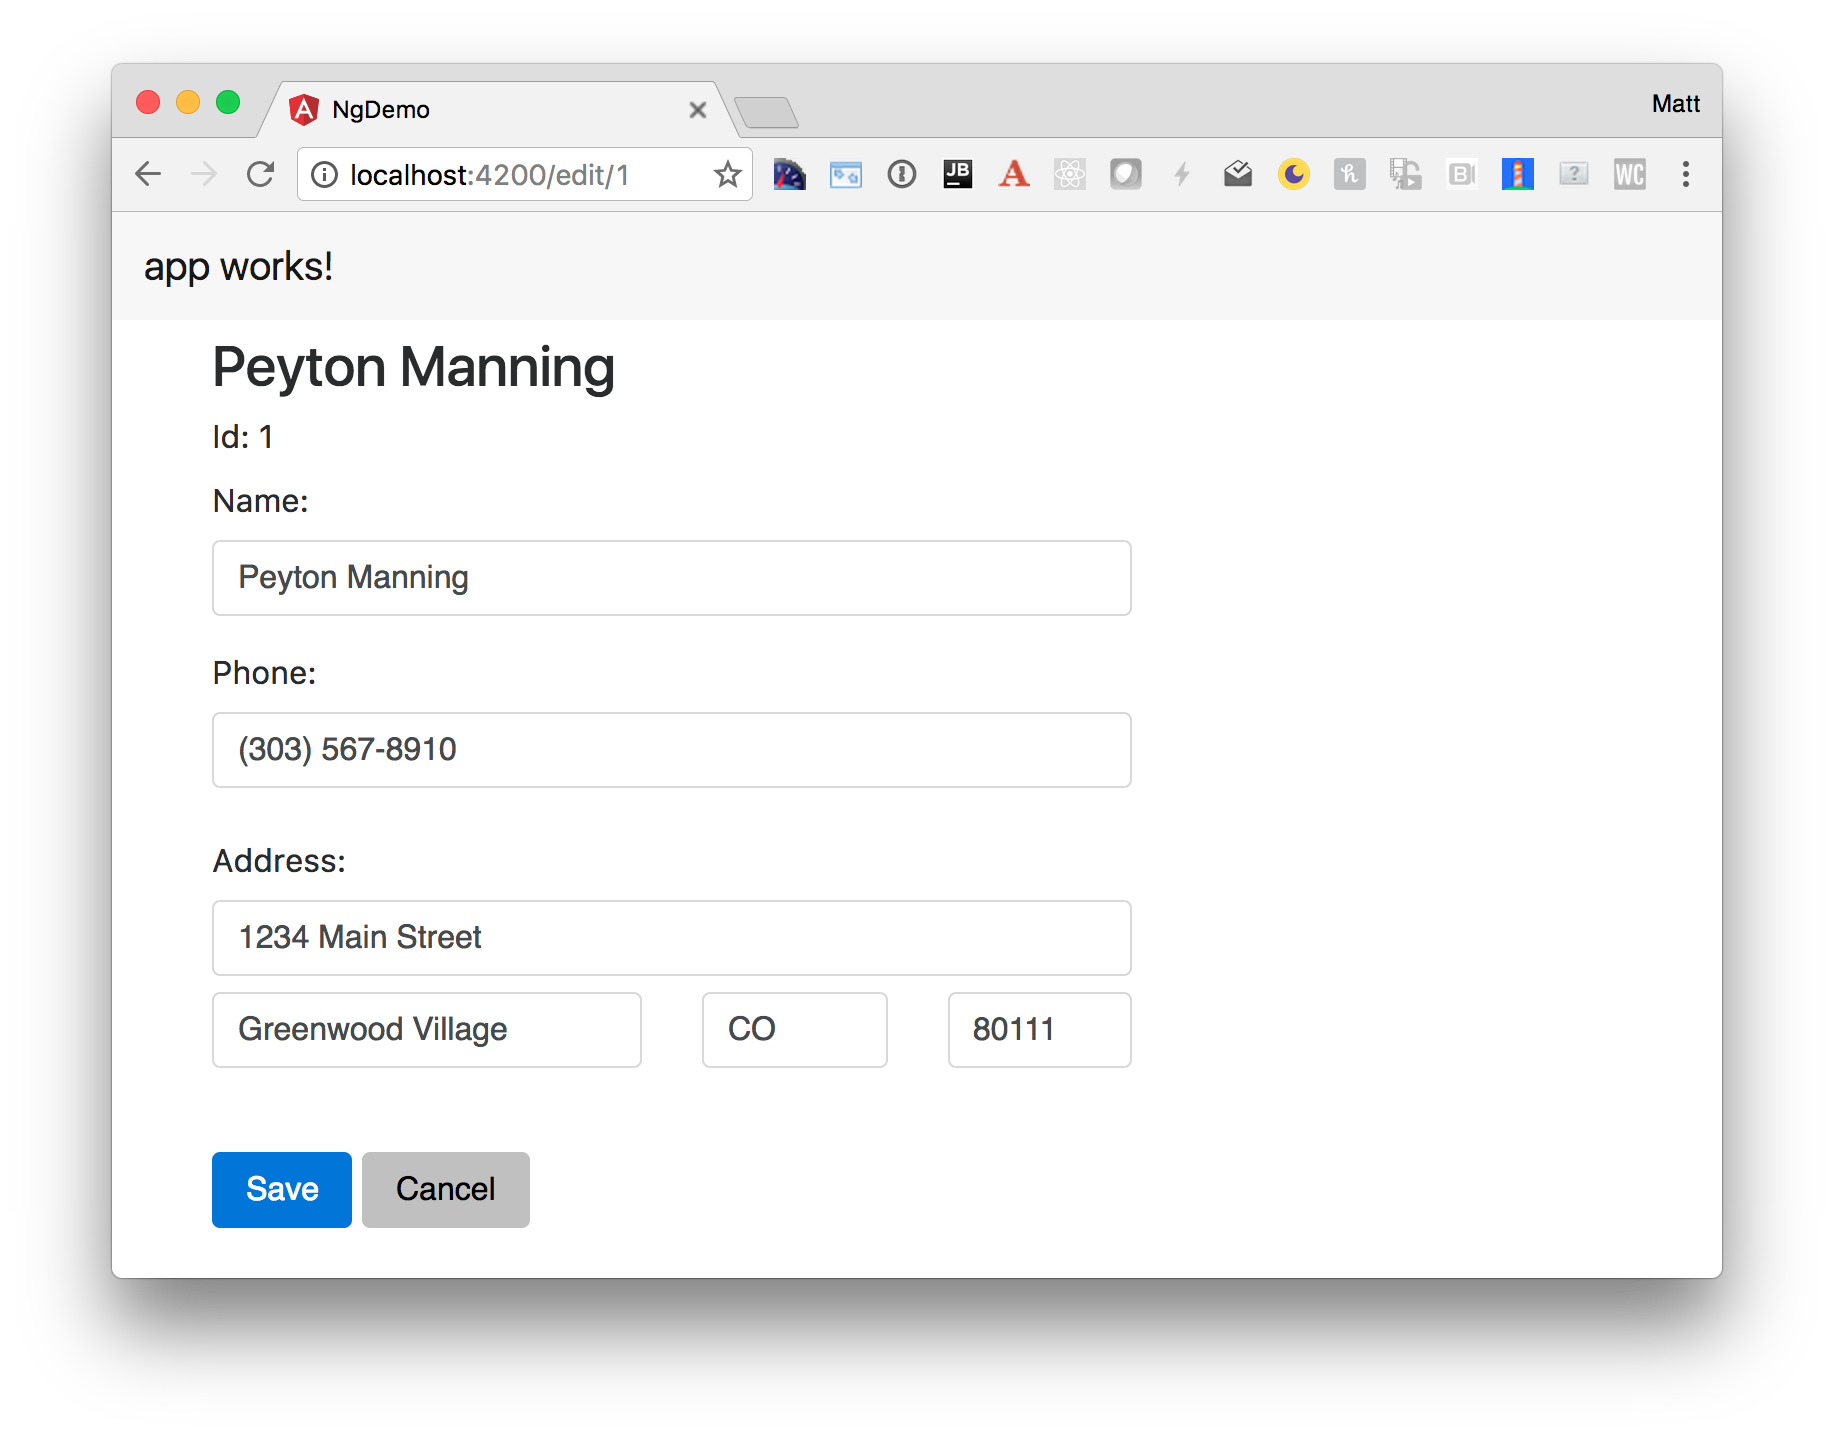 NgDemo
Matt
localhost:4200/edit/1
JB
A
h
B
?
WC
app works!
Peyton Manning
Id: 1
Name:
Peyton Manning
Phone:
(303) 567-8910
Address:
1234 Main Street
Greenwood Village CO 80111
Save Cancel